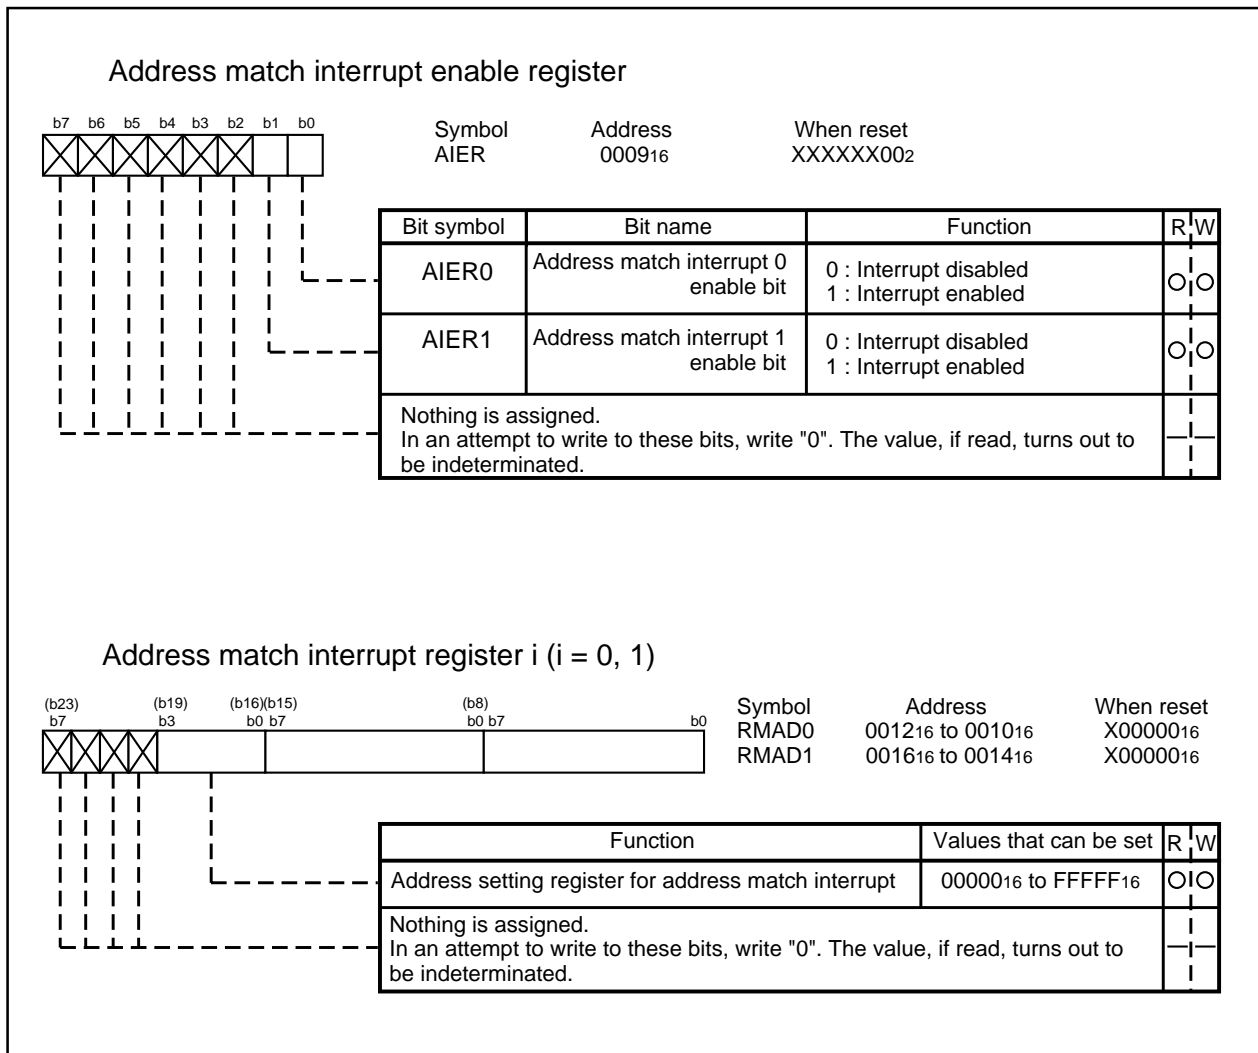 Address match interrupt enable register
b7 b6 b5 b4 b3 b2 b1 b0
Symbol Address When reset
AIER 000916 XXXXXX002
Bit symbol Bit name Function R W
AIER0 Address match interrupt 0 enable bit 0 : Interrupt disabled
1 : Interrupt enabled
AIER1 Address match interrupt 1 enable bit 0 : Interrupt disabled
1 : Interrupt enabled
Nothing is assigned.
In an attempt to write to these bits, write "0". The value, if read, turns out to
be indeterminated.
Address match interrupt register i (i = 0, 1)
(b23) (b19) (b16)(b15) (b8)
b7 b3 b0 b7 b0 b7 b0
Symbol Address When reset
RMAD0 001216 to 001016 X0000016
RMAD1 001616 to 001416 X0000016
Function Values that can be set R W
Address setting register for address match interrupt 0000016 to FFFFF16
Nothing is assigned.
In an attempt to write to these bits, write "0". The value, if read, turns out to
be indeterminated.